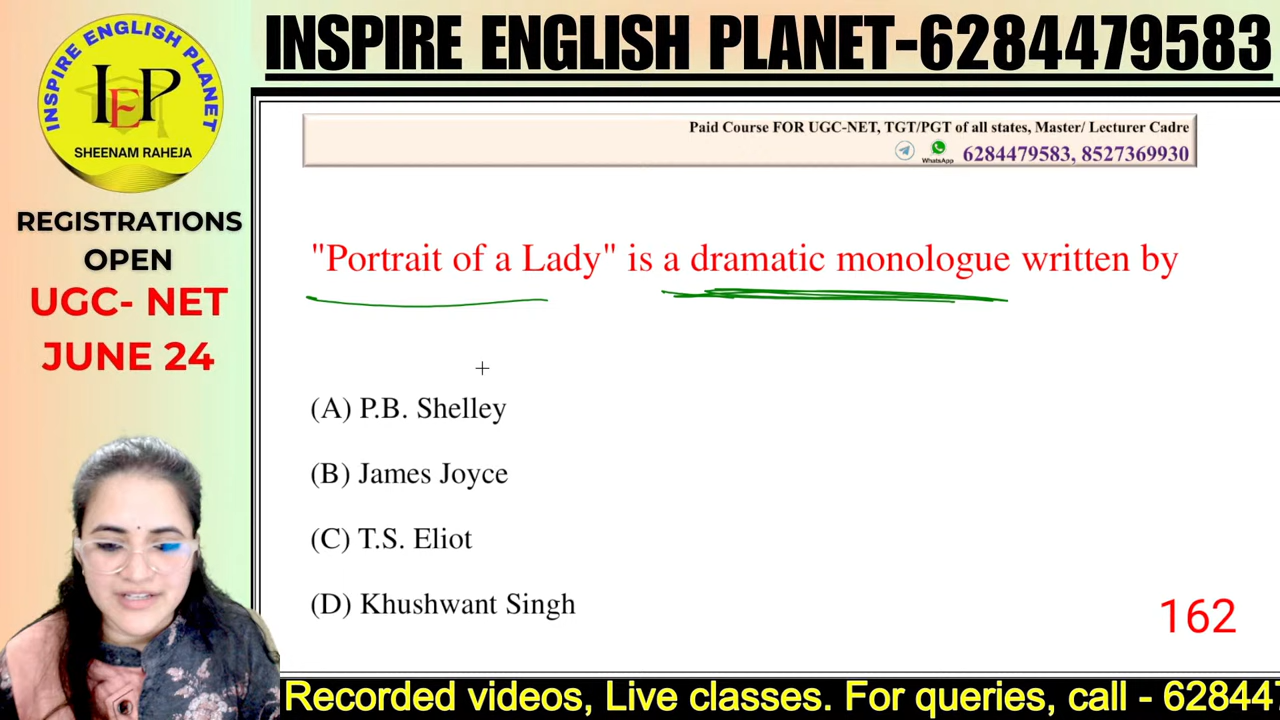 INSPIRE ENGLISH PLANET
IEP
SHEENAM RAHEJA
INSPIRE ENGLISH PLANET-6284479583
Paid Course FOR UGC-NET, TGT/PGT of all states, Master/ Lecturer Cadre
WhatsApp 6284479583, 8527369930
REGISTRATIONS
OPEN
UGC- NET
JUNE 24
"Portrait of a Lady" is a dramatic monologue written by
(A) P.B. Shelley
(B) James Joyce
(C) T.S. Eliot
(D) Khushwant Singh
162
Recorded videos, Live classes. For queries, call - 62844